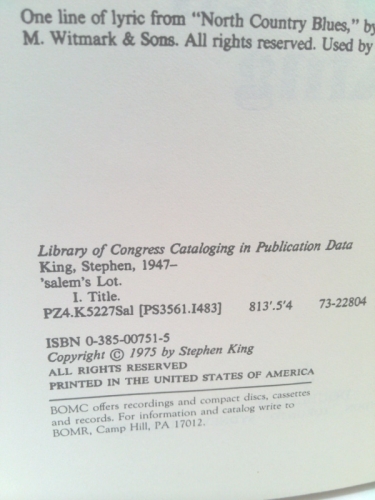 One line of lyric from "North Country Blues," by
M. Witmark & Sons. All rights reserved. Used by
Library of Congress Cataloging in Publication Data
King, Stephen, 1947–
'salem's Lot.
I. Title.
PZ4.K5227Sal [PS3561.I483] 813'.5'4 73-22804
ISBN 0-385-00751-5
Copyright © 1975 by Stephen King
ALL RIGHTS RESERVED
PRINTED IN THE UNITED STATES OF AMERICA
BOMC offers recordings and compact discs, cassettes
and records. For information and catalog write to
BOMR, Camp Hill, PA 17012.